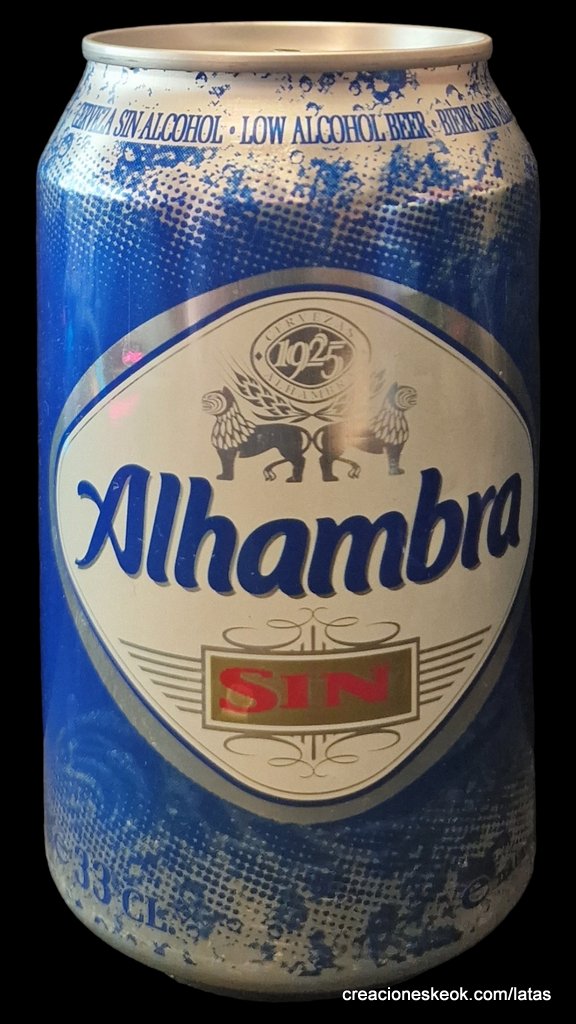 CERVEZA SIN ALCOHOL • LOW ALCOHOL BEER • BIERE SANS
CERVEZAS
1925
ALHAMBRA
Alhambra
SIN
33 CL.
creacioneskeok.com/latas